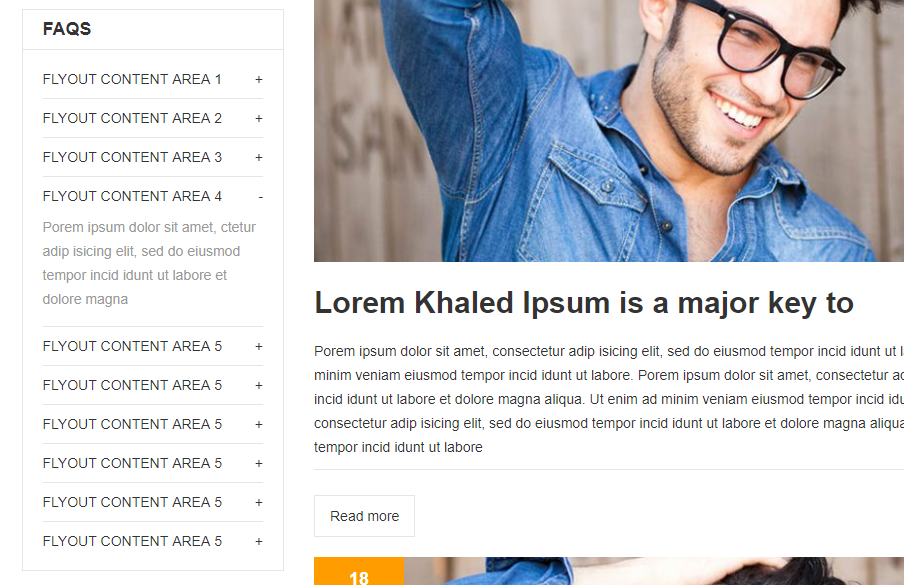 FAQS
FLYOUT CONTENT AREA 1 +
FLYOUT CONTENT AREA 2 +
FLYOUT CONTENT AREA 3 +
FLYOUT CONTENT AREA 4 -
Porem ipsum dolor sit amet, ctetur
adip isicing elit, sed do eiusmod
tempor incid idunt ut labore et
dolore magna
FLYOUT CONTENT AREA 5 +
FLYOUT CONTENT AREA 5 +
FLYOUT CONTENT AREA 5 +
FLYOUT CONTENT AREA 5 +
FLYOUT CONTENT AREA 5 +
FLYOUT CONTENT AREA 5 +
Lorem Khaled Ipsum is a major key to
Porem ipsum dolor sit amet, consectetur adip isicing elit, sed do eiusmod tempor incid idunt ut
minim veniam eiusmod tempor incid idunt ut labore. Porem ipsum dolor sit amet, consectetur
incid idunt ut labore et dolore magna aliqua. Ut enim ad minim veniam eiusmod tempor incid
consectetur adip isicing elit, sed do eiusmod tempor incid idunt ut labore et dolore magna aliqua
tempor incid idunt ut labore
Read more
18